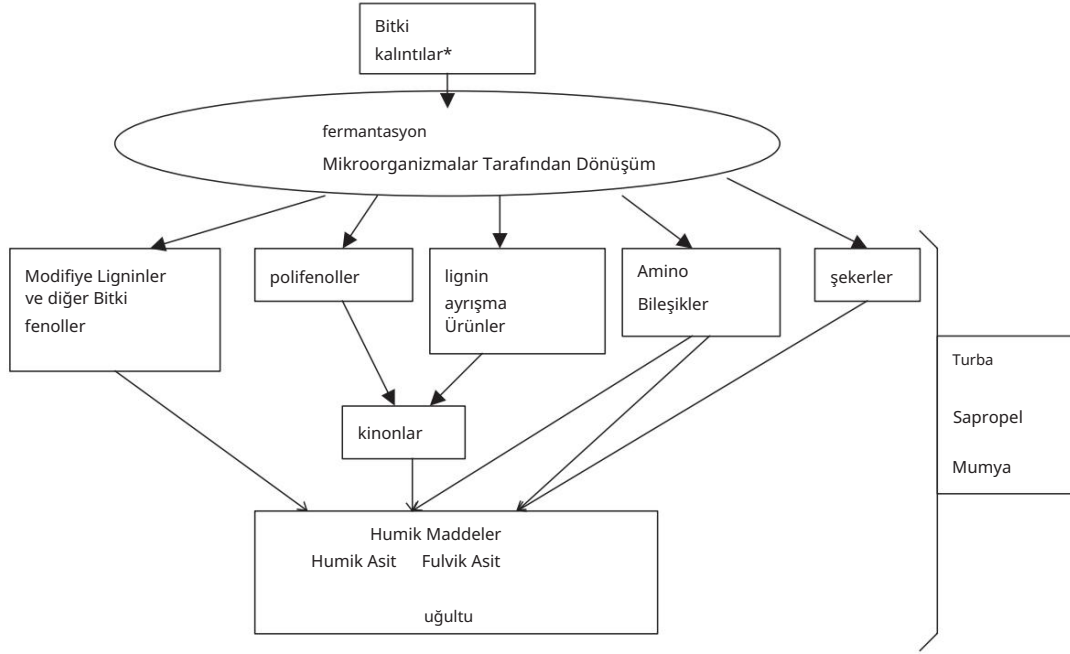 Bitki
kalıntılar*
fermantasyon
Mikroorganizmalar Tarafından Dönüşüm
Modifiye Ligninler
ve diğer Bitki
fenoller
polifenoller
lignin
ayrışma
Ürünler
Amino
Bileşikler
şekerler
kinonlar
Turba
Sapropel
Mumya
Humik Maddeler
Humik Asit Fulvik Asit
uğultu